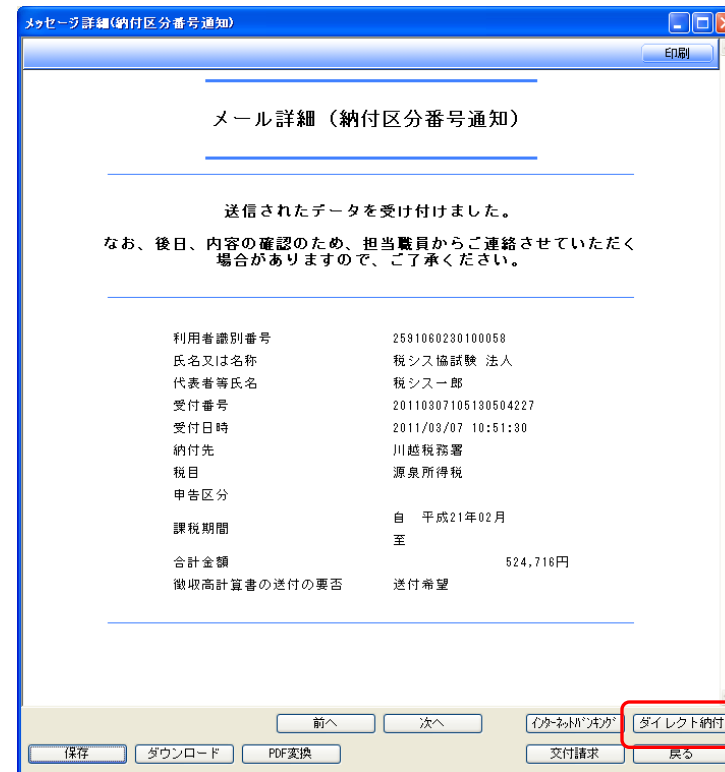 メッセージ詳細(納付区分番号通知)
印刷
メール詳細（納付区分番号通知）
送信されたデータを受け付けました。
なお、後日、内容の確認のため、担当職員からご連絡させていただく
場合がありますので、ご了承ください。
利用者識別番号 2591060230100058
氏名又は名称 税シス協試験 法人
代表者等氏名 税シス一郎
受付番号 20110307105130504227
受付日時 2011/03/07 10:51:30
納付先 川越税務署
税目 源泉所得税
申告区分
課税期間 自 平成21年02月
至
合計金額 524,716円
徴収高計算書の送付の要否 送付希望
前へ 次へ ｲﾝﾀｰﾈｯﾄﾊﾞﾝｷﾝｸﾞ ダイレクト納付
保存 ダウンロード PDF変換 交付請求 戻る